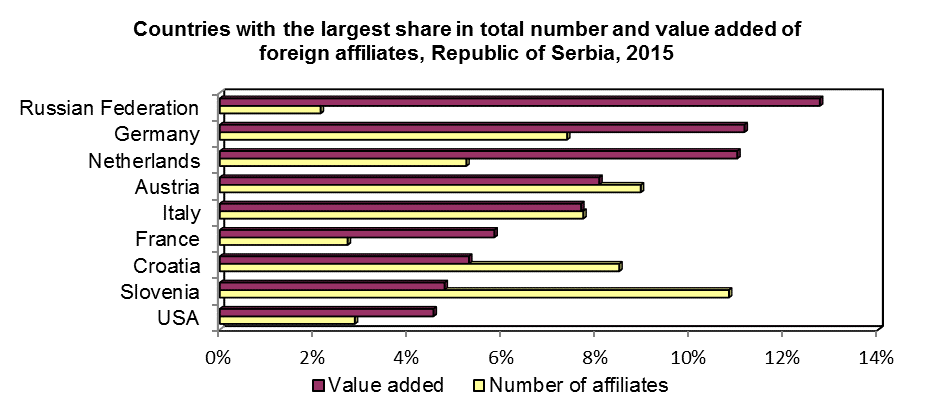 Countries with the largest share in total number and value added of
foreign affiliates, Republic of Serbia, 2015
Russian Federation
Germany
Netherlands
Austria
Italy
France
Croatia
Slovenia
USA
0% 2% 4% 6% 8% 10% 12% 14%
Value added Number of affiliates